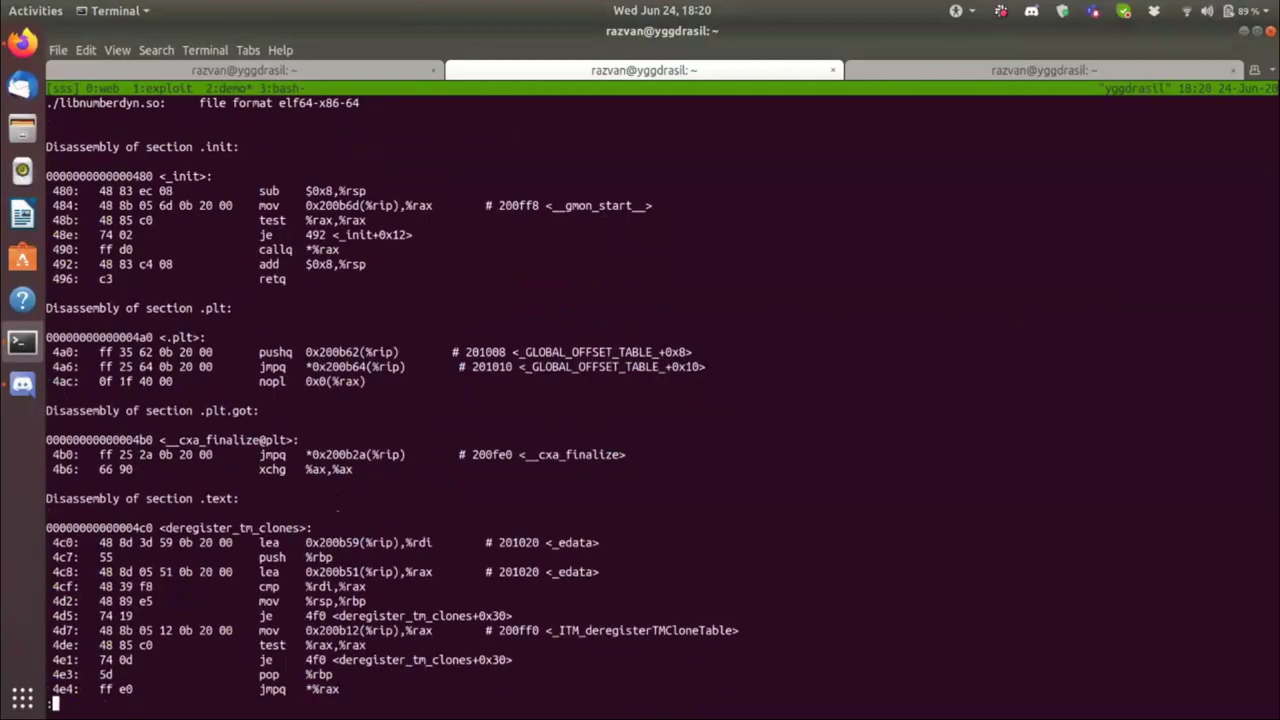 Activities Terminal Wed Jun 24, 18:20 89 %
razvan@yggdrasil: ~
File Edit View Search Terminal Tabs Help
razvan@yggdrasil: ~ × razvan@yggdrasil: ~ × razvan@yggdrasil: ~ ×
[sss] 0:web 1:exploit 2:demo* 3:bash- "yggdrasil" 18:20 24-Jun-20
./libnumberdyn.so: file format elf64-x86-64
Disassembly of section .init:
0000000000000480 <_init>:
480: 48 83 ec 08 sub $0x8,%rsp
484: 48 8b 05 6d 0b 20 00 mov 0x200b6d(%rip),%rax # 200ff8 <__gmon_start__>
48b: 48 85 c0 test %rax,%rax
48e: 74 02 je 492 <_init+0x12>
490: ff d0 callq *%rax
492: 48 83 c4 08 add $0x8,%rsp
496: c3 retq
Disassembly of section .plt:
00000000000004a0 <.plt>:
4a0: ff 35 62 0b 20 00 pushq 0x200b62(%rip) # 201008 <_GLOBAL_OFFSET_TABLE_+0x8>
4a6: ff 25 64 0b 20 00 jmpq *0x200b64(%rip) # 201010 <_GLOBAL_OFFSET_TABLE_+0x10>
4ac: 0f 1f 40 00 nopl 0x0(%rax)
Disassembly of section .plt.got:
00000000000004b0 <__cxa_finalize@plt>:
4b0: ff 25 2a 0b 20 00 jmpq *0x200b2a(%rip) # 200fe0 <__cxa_finalize>
4b6: 66 90 xchg %ax,%ax
Disassembly of section .text:
00000000000004c0 <deregister_tm_clones>:
4c0: 48 8d 3d 59 0b 20 00 lea 0x200b59(%rip),%rdi # 201020 <_edata>
4c7: 55 push %rbp
4c8: 48 8d 05 51 0b 20 00 lea 0x200b51(%rip),%rax # 201020 <_edata>
4cf: 48 39 f8 cmp %rdi,%rax
4d2: 48 89 e5 mov %rsp,%rbp
4d5: 74 19 je 4f0 <deregister_tm_clones+0x30>
4d7: 48 8b 05 12 0b 20 00 mov 0x200b12(%rip),%rax # 200ff0 <_ITM_deregisterTMCloneTable>
4de: 48 85 c0 test %rax,%rax
4e1: 74 0d je 4f0 <deregister_tm_clones+0x30>
4e3: 5d pop %rbp
4e4: ff e0 jmpq *%rax
: